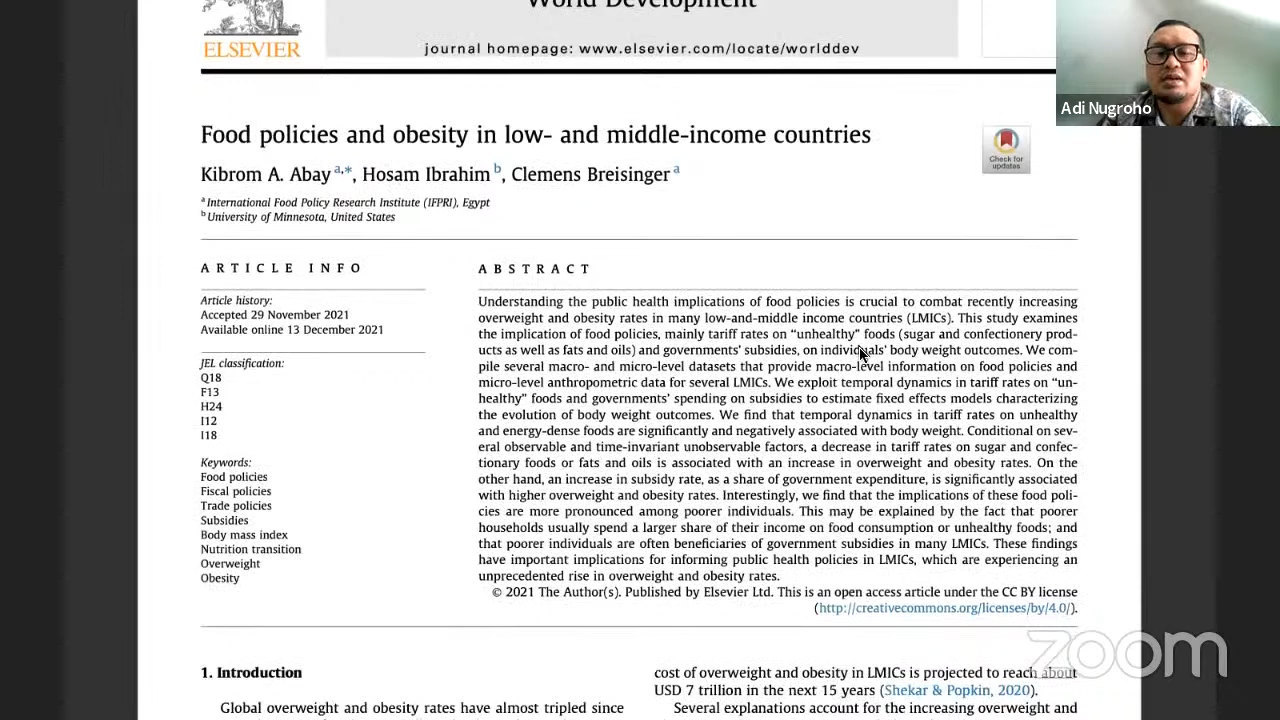 World Development
ELSEVIER
journal homepage: www.elsevier.com/locate/worlddev
Adi Nugroho
Food policies and obesity in low- and middle-income countries
Check for
updates
Kibrom A. Abay a,*, Hosam Ibrahim b, Clemens Breisinger a
a International Food Policy Research Institute (IFPRI), Egypt
b University of Minnesota, United States
ARTICLE INFO
Article history:
Accepted 29 November 2021
Available online 13 December 2021
JEL classification:
Q18
F13
H24
I12
I18
Keywords:
Food policies
Fiscal policies
Trade policies
Subsidies
Body mass index
Nutrition transition
Overweight
Obesity
ABSTRACT
Understanding the public health implications of food policies is crucial to combat recently increasing
overweight and obesity rates in many low-and-middle income countries (LMICs). This study examines
the implication of food policies, mainly tariff rates on “unhealthy” foods (sugar and confectionery prod-
ucts as well as fats and oils) and governments’ subsidies, on individuals’ body weight outcomes. We com-
pile several macro- and micro-level datasets that provide macro-level information on food policies and
micro-level anthropometric data for several LMICs. We exploit temporal dynamics in tariff rates on “un-
healthy” foods and governments’ spending on subsidies to estimate fixed effects models characterizing
the evolution of body weight outcomes. We find that temporal dynamics in tariff rates on unhealthy
and energy-dense foods are significantly and negatively associated with body weight. Conditional on sev-
eral observable and time-invariant unobservable factors, a decrease in tariff rates on sugar and confec-
tionary foods or fats and oils is associated with an increase in overweight and obesity rates. On the
other hand, an increase in subsidy rate, as a share of government expenditure, is significantly associated
with higher overweight and obesity rates. Interestingly, we find that the implications of these food poli-
cies are more pronounced among poorer individuals. This may be explained by the fact that poorer
households usually spend a larger share of their income on food consumption or unhealthy foods; and
that poorer individuals are often beneficiaries of government subsidies in many LMICs. These findings
have important implications for informing public health policies in LMICs, which are experiencing an
unprecedented rise in overweight and obesity rates.
© 2021 The Author(s). Published by Elsevier Ltd. This is an open access article under the CC BY license
(http://creativecommons.org/licenses/by/4.0/).
1. Introduction
Global overweight and obesity rates have almost tripled since
cost of overweight and obesity in LMICs is projected to reach about
USD 7 trillion in the next 15 years (Shekar & Popkin, 2020).
Several explanations account for the increasing overweight and
zoom